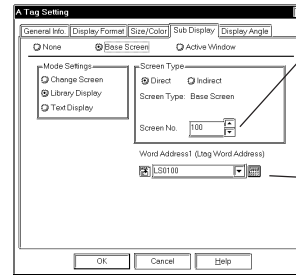 A Tag Setting
General Info. Display Format Size/Color Sub Display Display Angle
None Base Screen Active Window
Mode Settings
Change Screen
Library Display
Text Display
Screen Type
Direct Indirect
Screen Type: Base Screen
Screen No. 100
Word Address1 (Ltag Word Address)
LS0100
OK Cancel Help